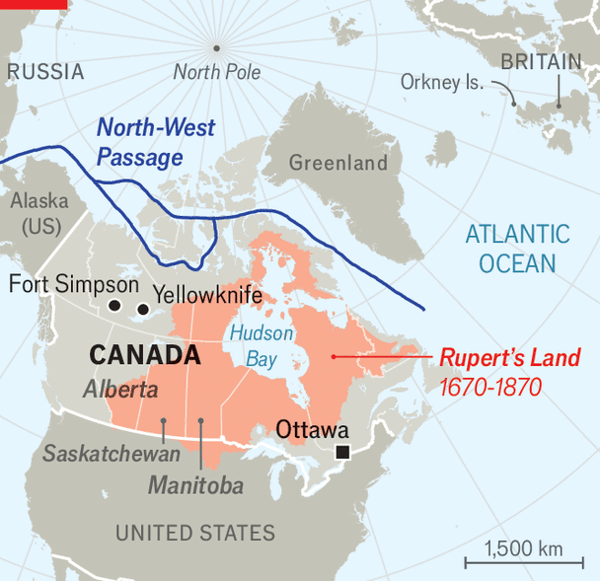 BRITAIN
RUSSIA
North Pole
Orkney Is.
North-West
Passage
Greenland
Alaska
(US)
ATLANTIC
OCEAN
Fort Simpson
Yellowknife
Hudson
Bay
CANADA
Rupert's Land
1670-1870
Alberta
Ottawa
Saskatchewan
Manitoba
UNITED STATES
1,500 km